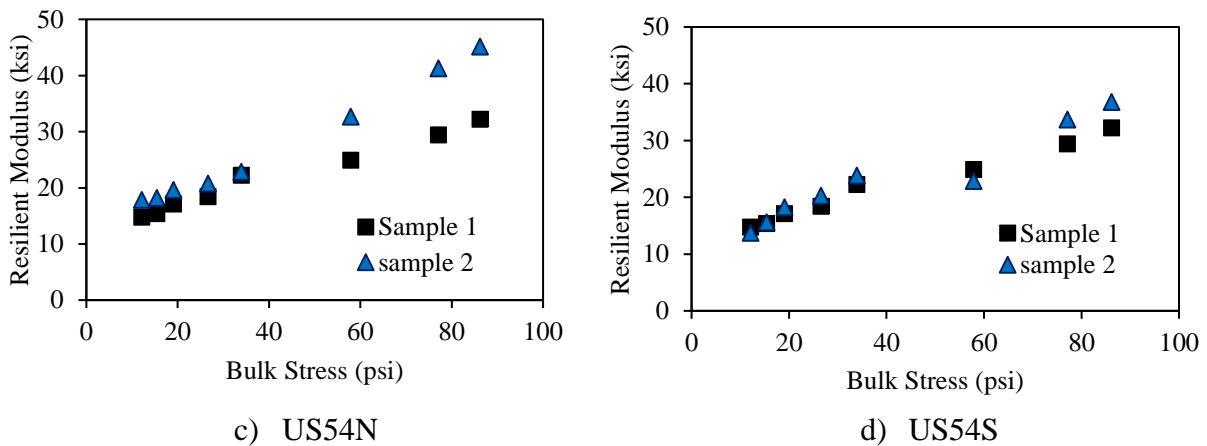 Resilient Modulus (ksi)
50
40
30
20
10
0
Sample 1
sample 2
0 20 40 60 80 100
Bulk Stress (psi)
c) US54N
Resilient Modulus (ksi)
50
40
30
20
10
0
Sample 1
sample 2
0 20 40 60 80 100
Bulk Stress (psi)
d) US54S